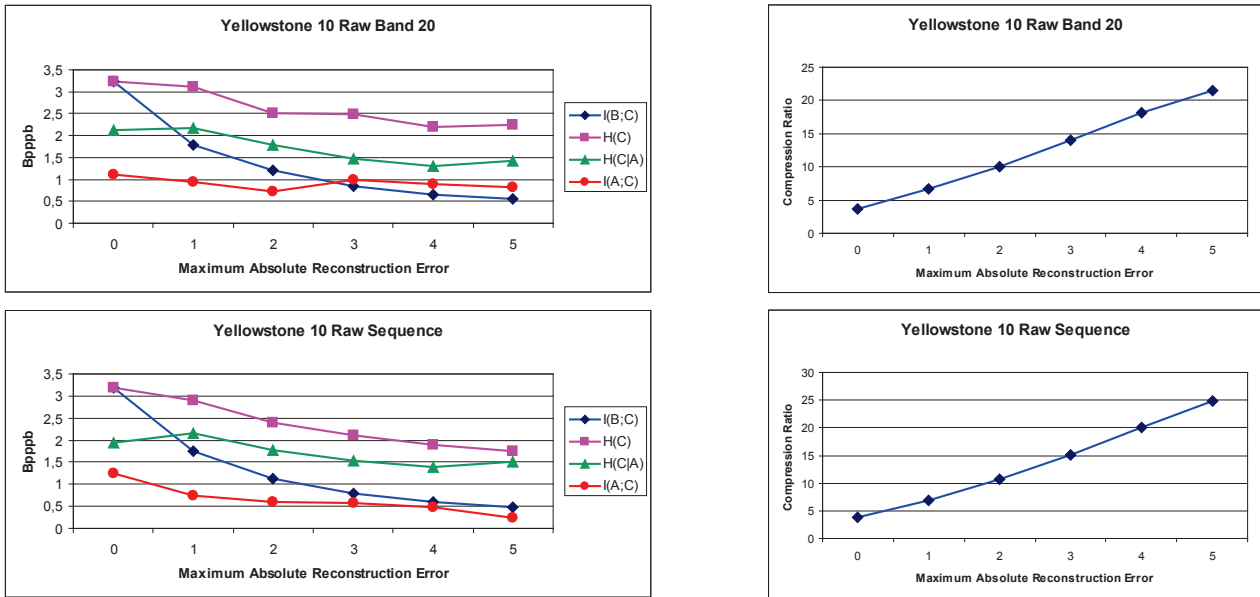 Yellowstone 10 Raw Band 20
3,5
3
2,5
2
1,5
1
0,5
0
Bpppb
0 1 2 3 4 5
Maximum Absolute Reconstruction Error
I(B;C)
H(C)
H(C|A)
I(A;C)
Yellowstone 10 Raw Band 20
25
20
15
10
5
0
Compression Ratio
0 1 2 3 4 5
Maximum Absolute Reconstruction Error
Yellowstone 10 Raw Sequence
3,5
3
2,5
2
1,5
1
0,5
0
Bpppb
0 1 2 3 4 5
Maximum Absolute Reconstruction Error
I(B;C)
H(C)
H(C|A)
I(A;C)
Yellowstone 10 Raw Sequence
30
25
20
15
10
5
0
Compression Ratio
0 1 2 3 4 5
Maximum Absolute Reconstruction Error